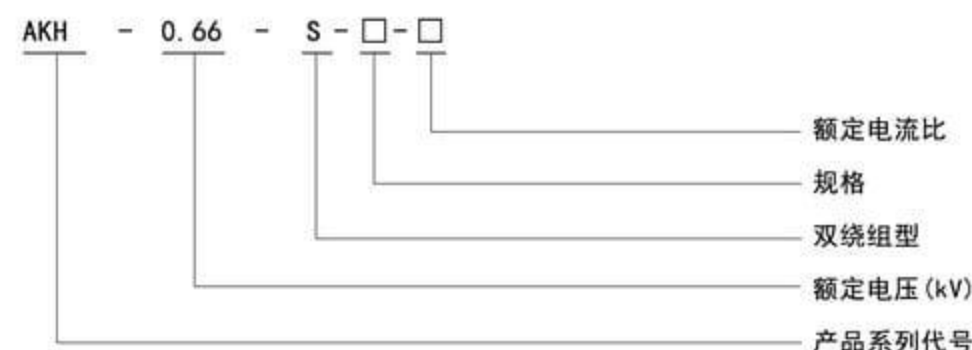 AKH - 0.66 - S-□-□
额定电流比
规格
双绕组型
额定电压(kV)
产品系列代号